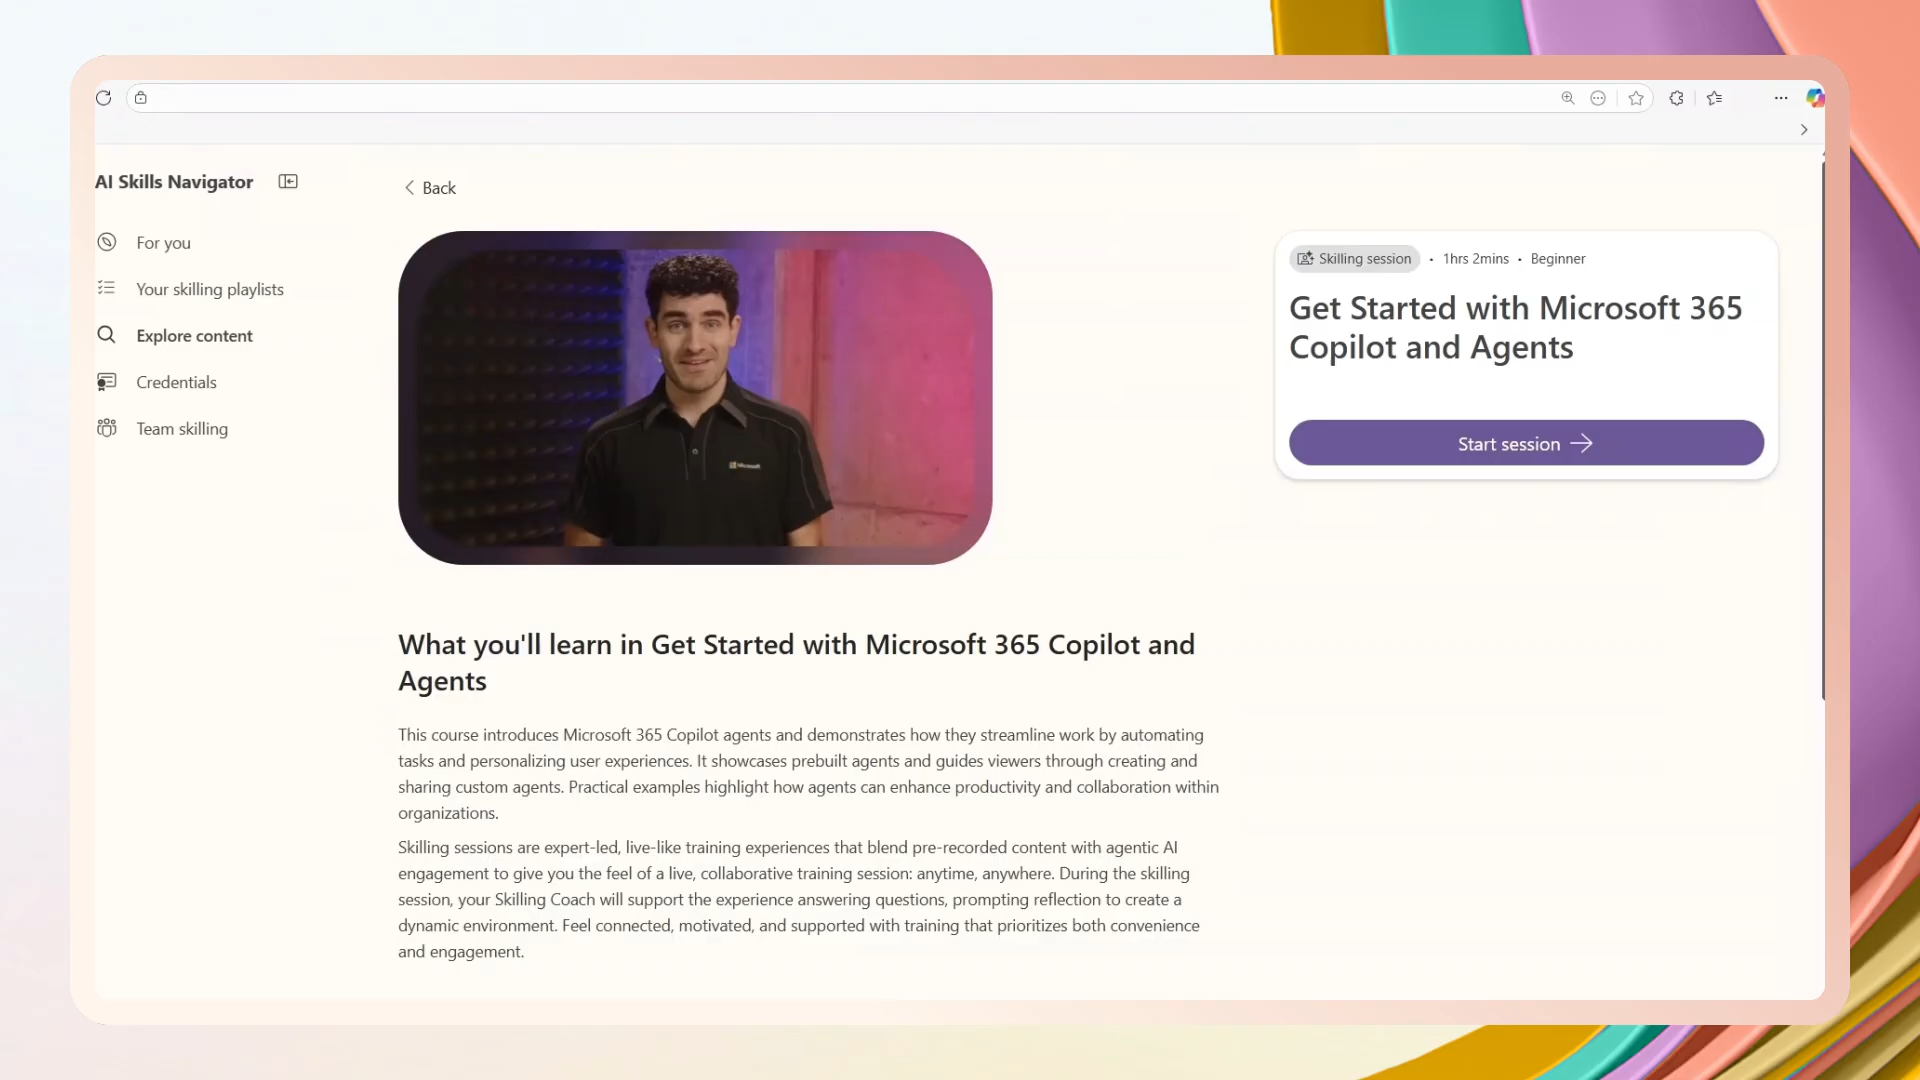 AI Skills Navigator
For you
Your skilling playlists
Explore content
Credentials
Team skilling
Back
Microsoft
Skilling session • 1hrs 2mins • Beginner
Get Started with Microsoft 365
Copilot and Agents
Start session
What you'll learn in Get Started with Microsoft 365 Copilot and
Agents
This course introduces Microsoft 365 Copilot agents and demonstrates how they streamline work by automating
tasks and personalizing user experiences. It showcases prebuilt agents and guides viewers through creating and
sharing custom agents. Practical examples highlight how agents can enhance productivity and collaboration within
organizations.
Skilling sessions are expert-led, live-like training experiences that blend pre-recorded content with agentic AI
engagement to give you the feel of a live, collaborative training session: anytime, anywhere. During the skilling
session, your Skilling Coach will support the experience answering questions, prompting reflection to create a
dynamic environment. Feel connected, motivated, and supported with training that prioritizes both convenience
and engagement.